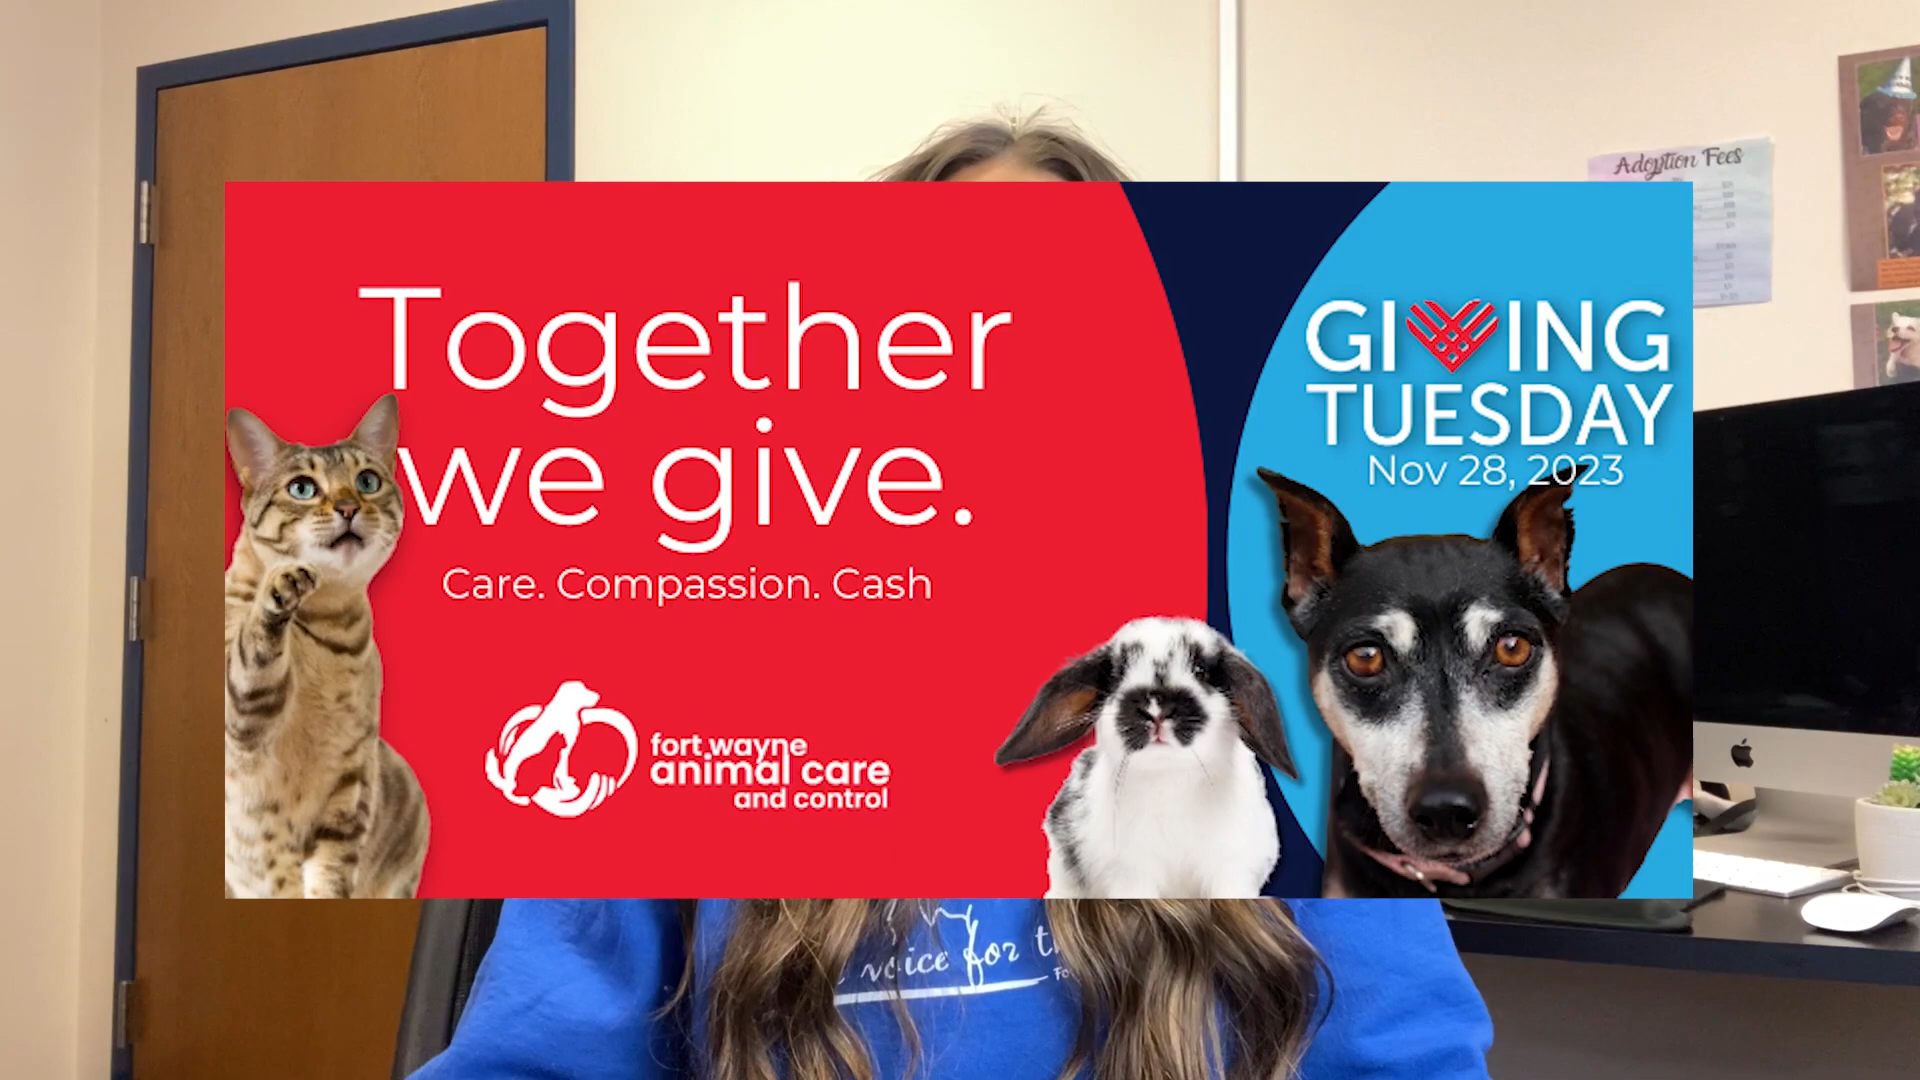 Adoption Fees
Together
we give.
Care. Compassion. Cash
fort wayne
animal care
and control
GIVING
TUESDAY
Nov 28, 2023
voice for